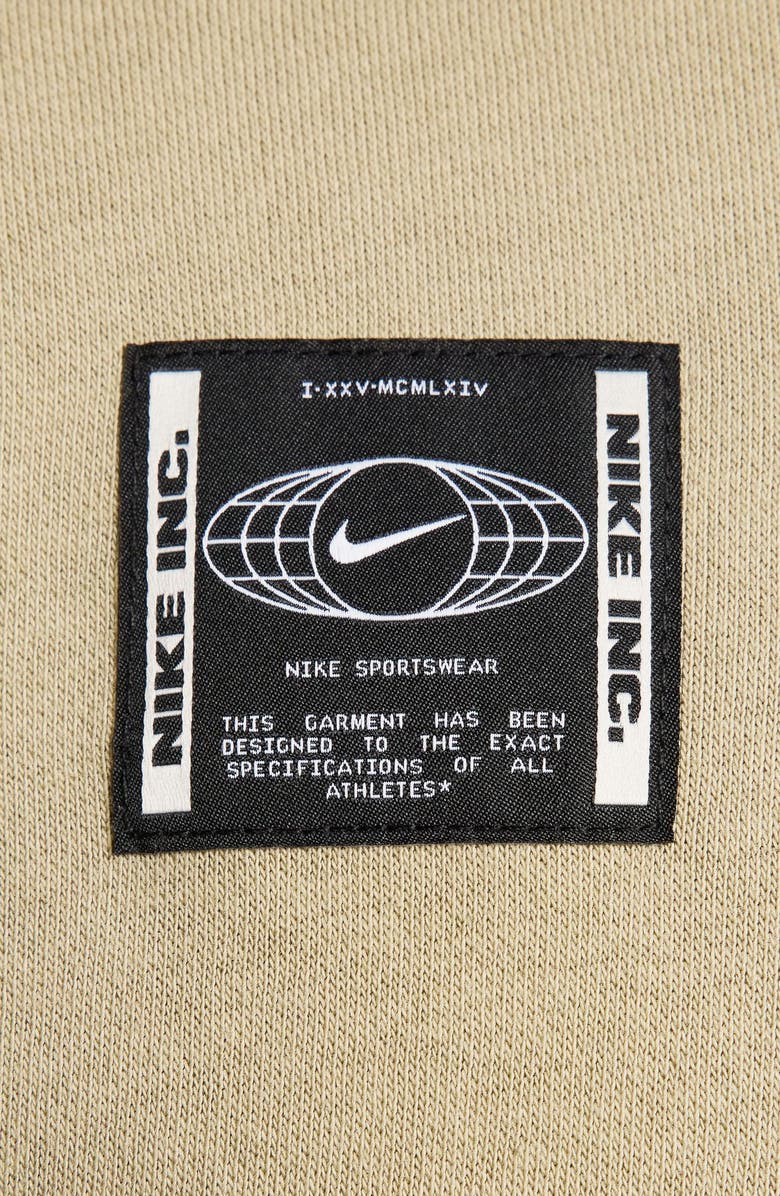 I·XXV·MCMLXIV
NIKE INC.
NIKE INC.
NIKE SPORTSWEAR
THIS GARMENT HAS BEEN
DESIGNED TO THE EXACT
SPECIFICATIONS OF ALL
ATHLETES*